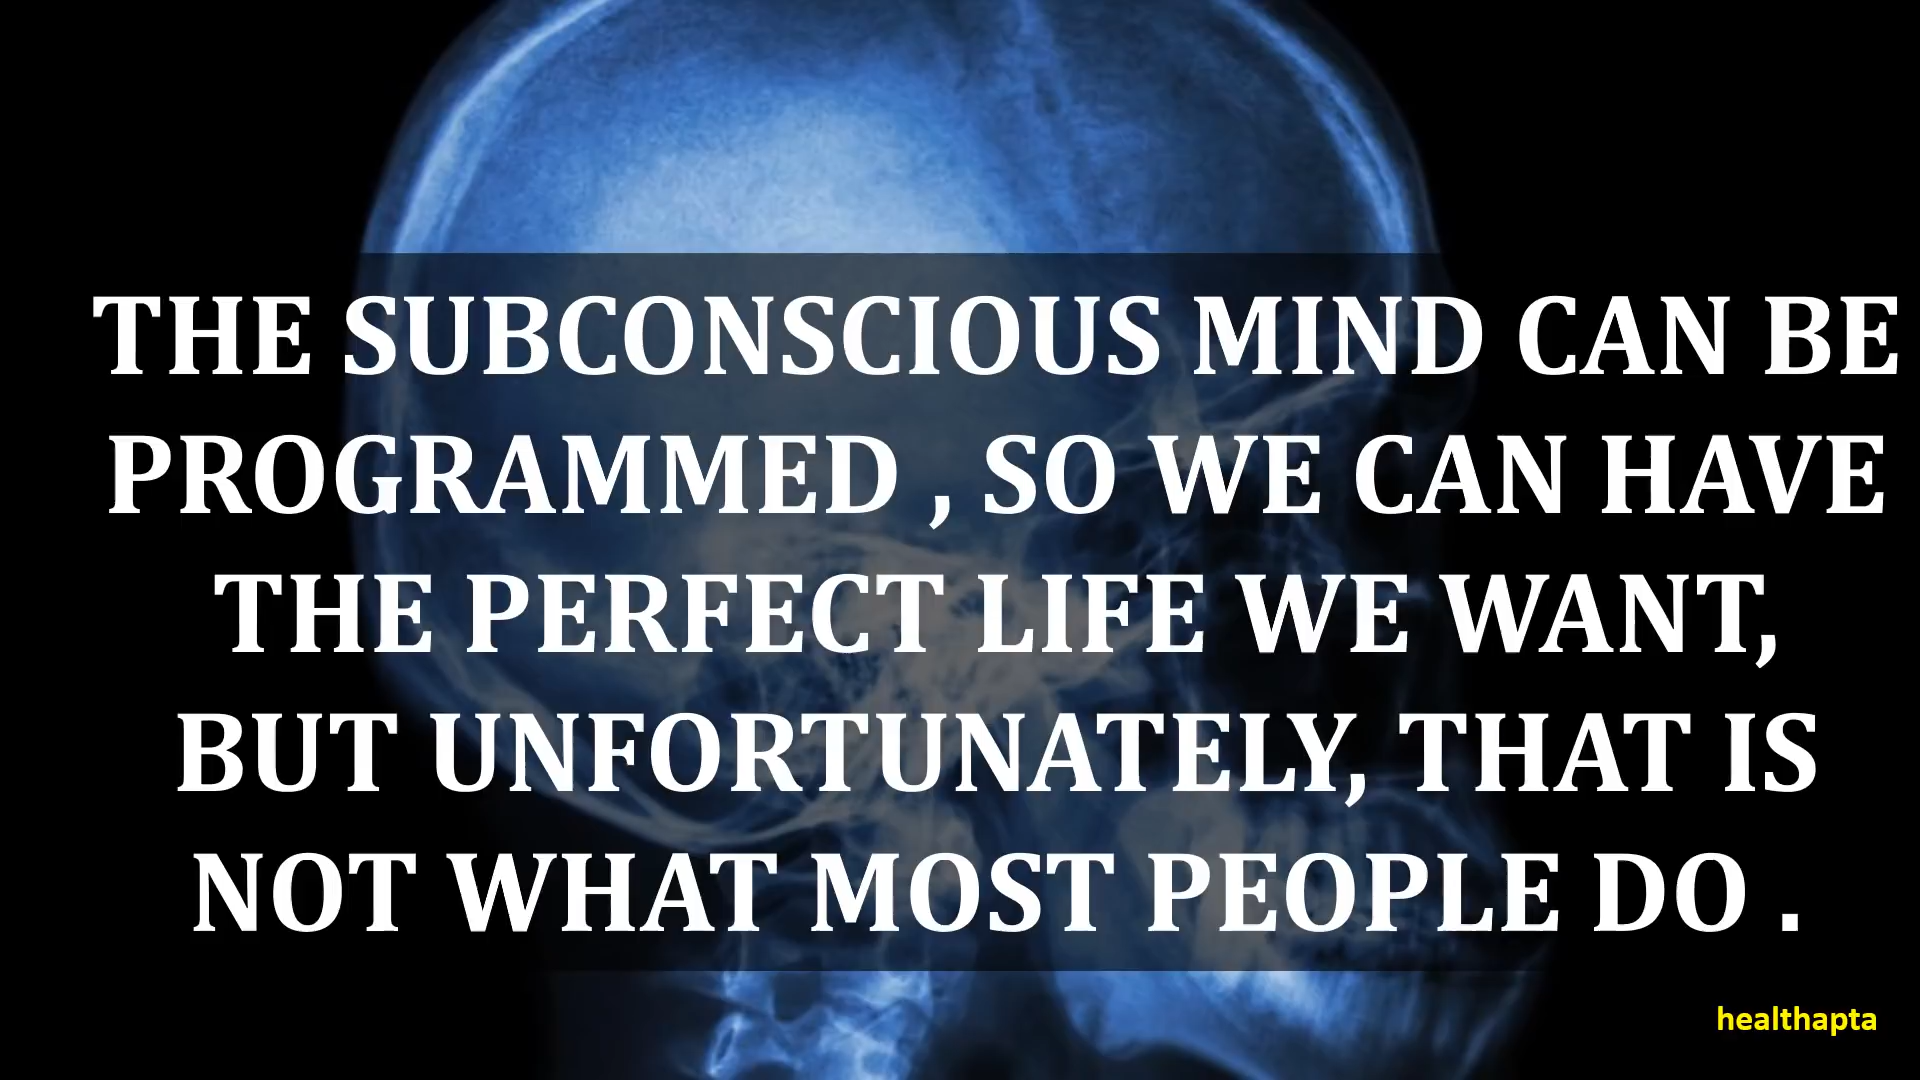 THE SUBCONSCIOUS MIND CAN BE
PROGRAMMED , SO WE CAN HAVE
THE PERFECT LIFE WE WANT,
BUT UNFORTUNATELY, THAT IS
NOT WHAT MOST PEOPLE DO .
healthapta